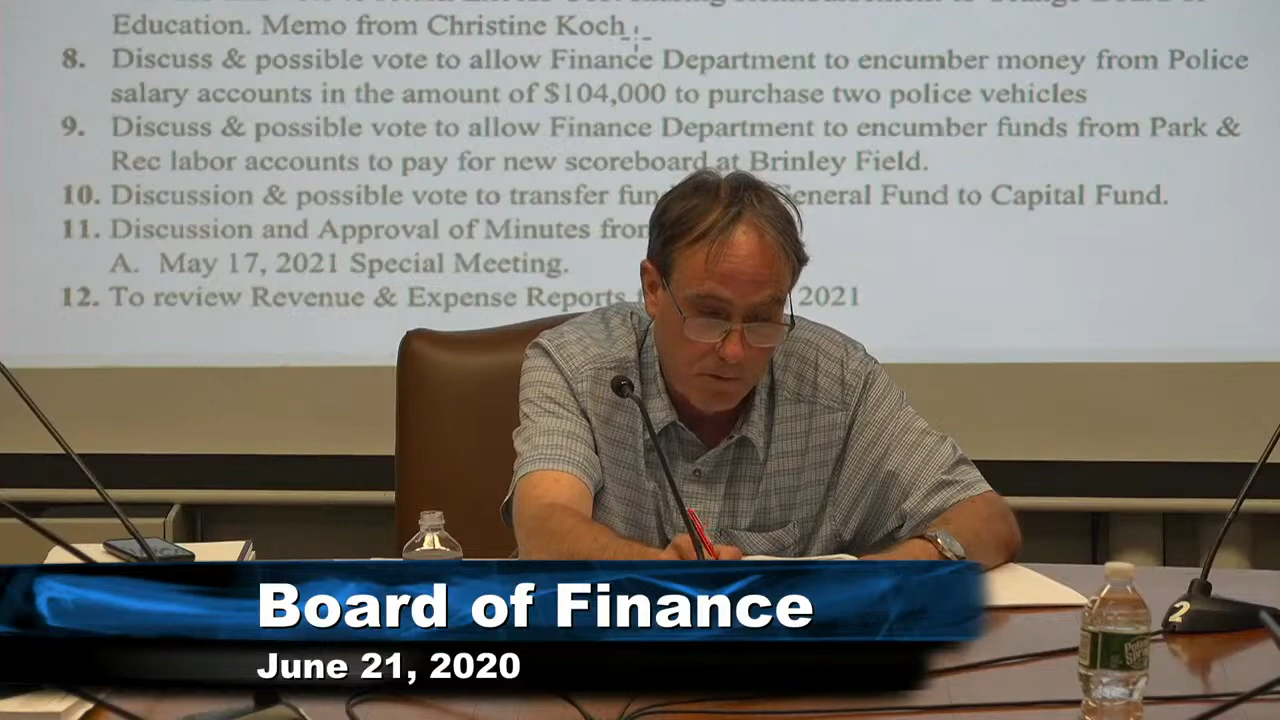 Education. Memo from Christine Koch
8. Discuss & possible vote to allow Finance Department to encumber money from Police
salary accounts in the amount of $104,000 to purchase two police vehicles
9. Discuss & possible vote to allow Finance Department to encumber funds from Park &
Rec labor accounts to pay for new scoreboard at Brinley Field.
10. Discussion & possible vote to transfer fun eneral Fund to Capital Fund.
11. Discussion and Approval of Minutes from
A. May 17, 2021 Special Meeting.
12. To review Revenue & Expense Reports 2021
Board of Finance
June 21, 2020
2